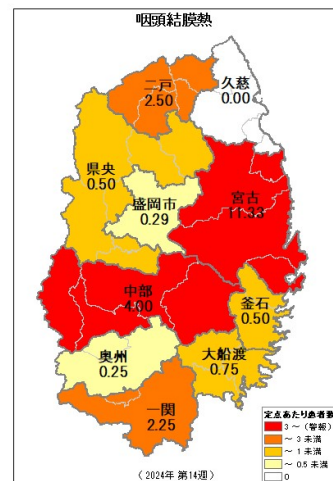 咽頭結膜熱
二戸
2.50
久慈
0.00
県央
0.50
盛岡市
0.29
宮古
11.33
中部
4.00
釜石
0.50
奥州
0.25
大船渡
0.75
一関
2.25
定点あたり患者数
3 ～ (警報)
～ 3 未満
～ 1 未満
～ 0.5 未満
0
( 2024年 第14週 )